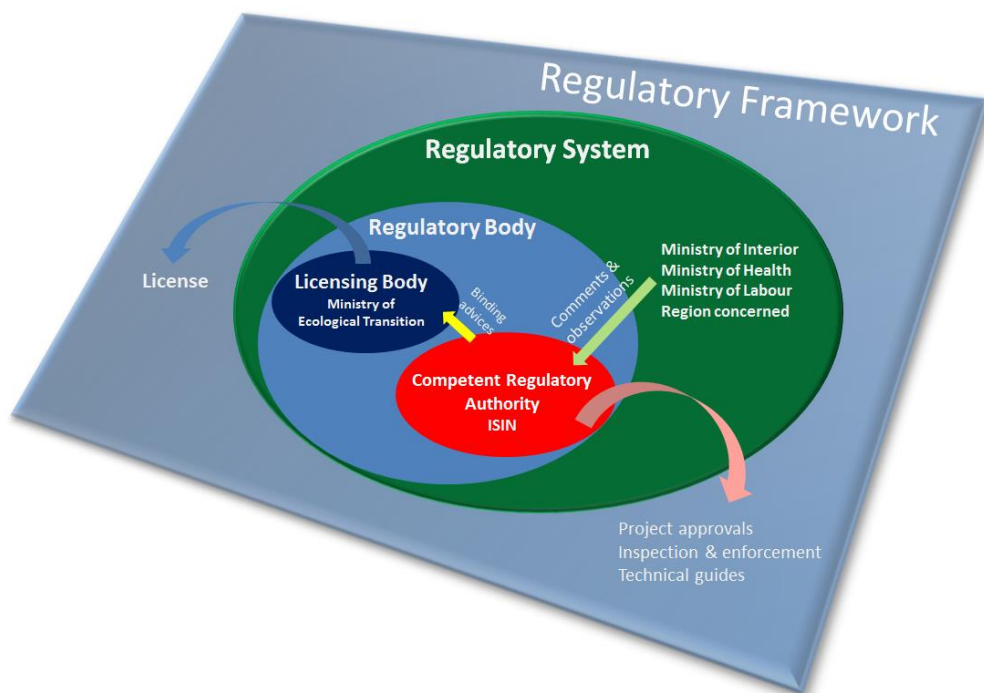 Regulatory Framework
Regulatory System
Regulatory Body
License
Licensing Body
Ministry of
Ecological Transition
Binding
advices
Comments &
observations
Ministry of Interior
Ministry of Health
Ministry of Labour
Region concerned
Competent Regulatory
Authority
ISIN
Project approvals
Inspection & enforcement
Technical guides